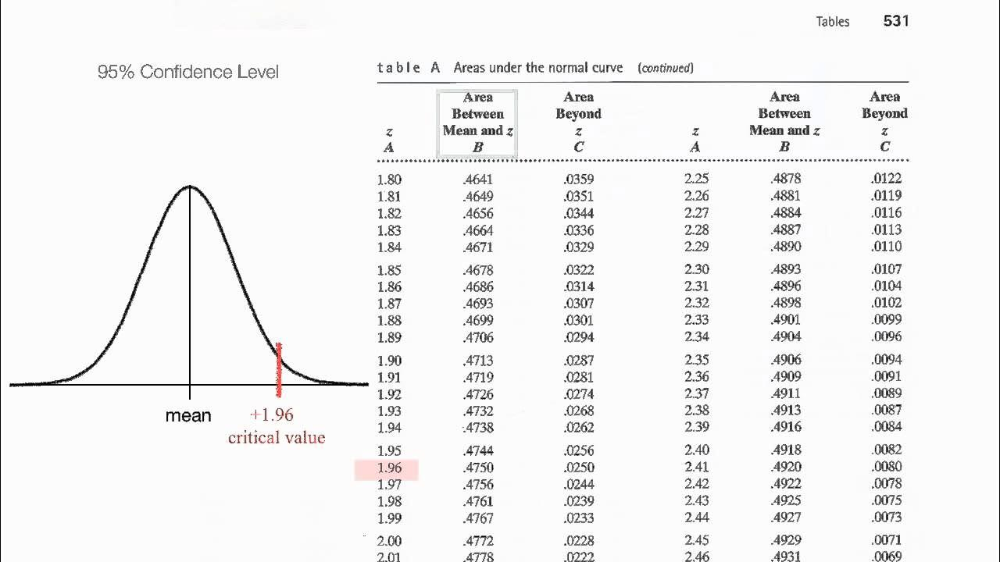 Tables 531
95% Confidence Level
table A Areas under the normal curve (continued)
Area Area Area Area
Between Beyond Between Beyond
z Mean and z z z Mean and z z
A B C A B C
1.80 .4641 .0359 2.25 .4878 .0122
1.81 .4649 .0351 2.26 .4881 .0119
1.82 .4656 .0344 2.27 .4884 .0116
1.83 .4664 .0336 2.28 .4887 .0113
1.84 .4671 .0329 2.29 .4890 .0110
1.85 .4678 .0322 2.30 .4893 .0107
1.86 .4686 .0314 2.31 .4896 .0104
1.87 .4693 .0307 2.32 .4898 .0102
1.88 .4699 .0301 2.33 .4901 .0099
1.89 .4706 .0294 2.34 .4904 .0096
1.90 .4713 .0287 2.35 .4906 .0094
1.91 .4719 .0281 2.36 .4909 .0091
1.92 .4726 .0274 2.37 .4911 .0089
1.93 .4732 .0268 2.38 .4913 .0087
1.94 .4738 .0262 2.39 .4916 .0084
1.95 .4744 .0256 2.40 .4918 .0082
1.96 .4750 .0250 2.41 .4920 .0080
1.97 .4756 .0244 2.42 .4922 .0078
1.98 .4761 .0239 2.43 .4925 .0075
1.99 .4767 .0233 2.44 .4927 .0073
2.00 .4772 .0228 2.45 .4929 .0071
2.01 .4778 .0222 2.46 .4931 .0069
mean
+1.96
critical value